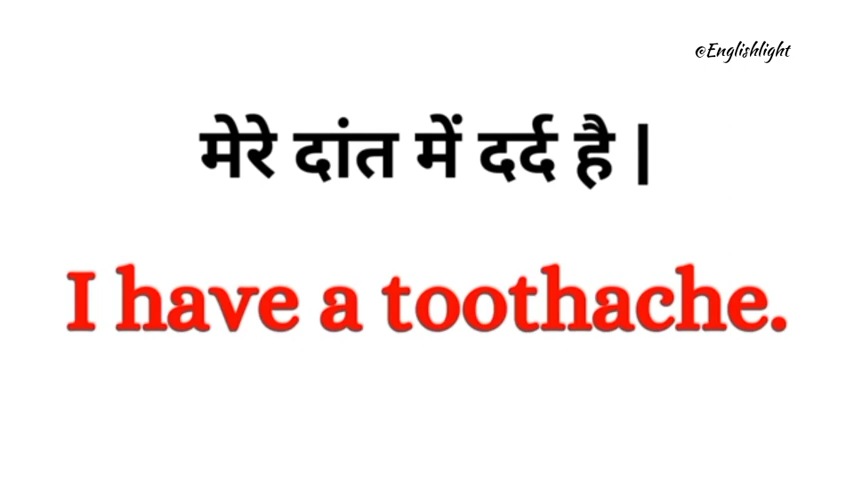 @Englishlight
मेरे दांत में दर्द है |
I have a toothache.